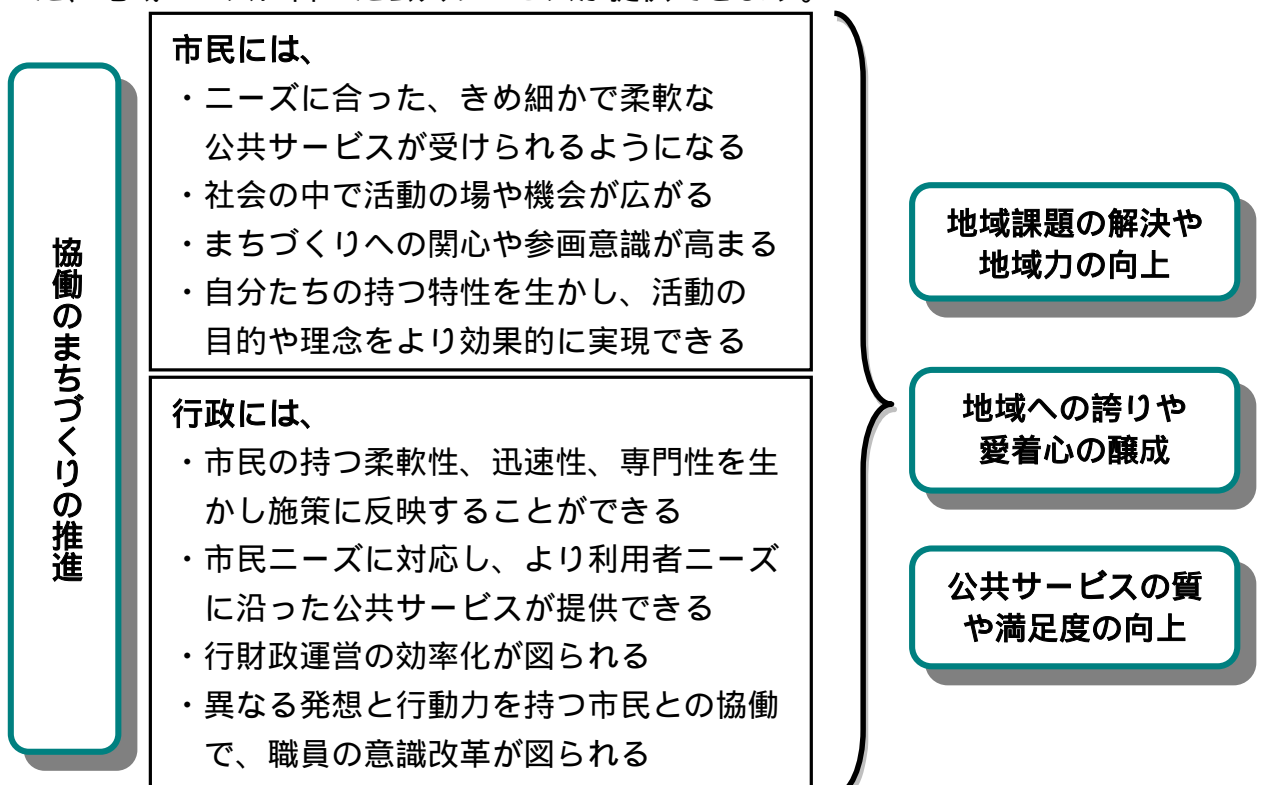 協働のまちづくりの推進
市民には、
・ニーズに合った、きめ細かで柔軟な
公共サービスが受けられるようになる
・社会の中で活動の場や機会が広がる
・まちづくりへの関心や参画意識が高まる
・自分たちの持つ特性を生かし、活動の
目的や理念をより効果的に実現できる
行政には、
・市民の持つ柔軟性、迅速性、専門性を生
かし施策に反映することができる
・市民ニーズに対応し、より利用者ニーズ
に沿った公共サービスが提供できる
・行財政運営の効率化が図られる
・異なる発想と行動力を持つ市民との協働
で、職員の意識改革が図られる
地域課題の解決や
地域力の向上
地域への誇りや
愛着心の醸成
公共サービスの質
や満足度の向上